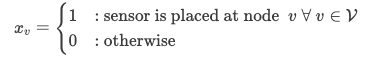 x_v = { 1 : sensor is placed at node v ∀ v ∈ 𝒱
0 : otherwise